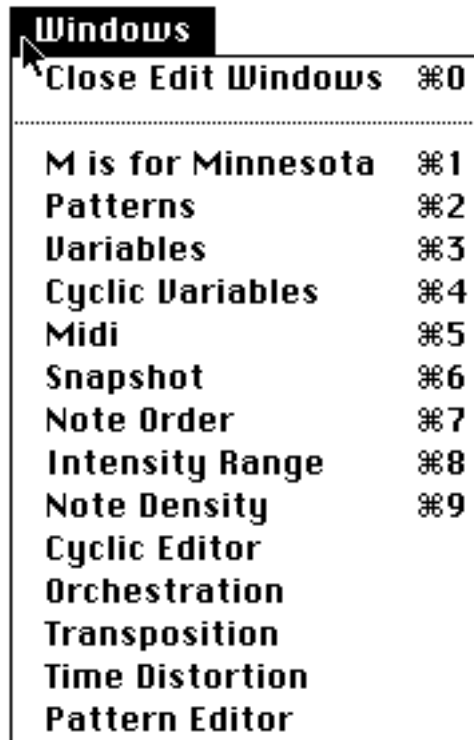 Windows
Close Edit Windows ⌘0
M is for Minnesota ⌘1
Patterns ⌘2
Variables ⌘3
Cyclic Variables ⌘4
Midi ⌘5
Snapshot ⌘6
Note Order ⌘7
Intensity Range ⌘8
Note Density ⌘9
Cyclic Editor
Orchestration
Transposition
Time Distortion
Pattern Editor